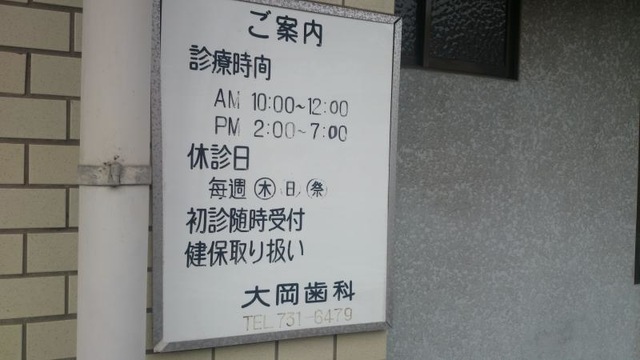 ご案内
診療時間
AM 10:00~12:00
PM 2:00~7:00
休診日
毎週㊍㊐㊗
初診随時受付
健保取り扱い
大岡歯科
TEL 731-6479